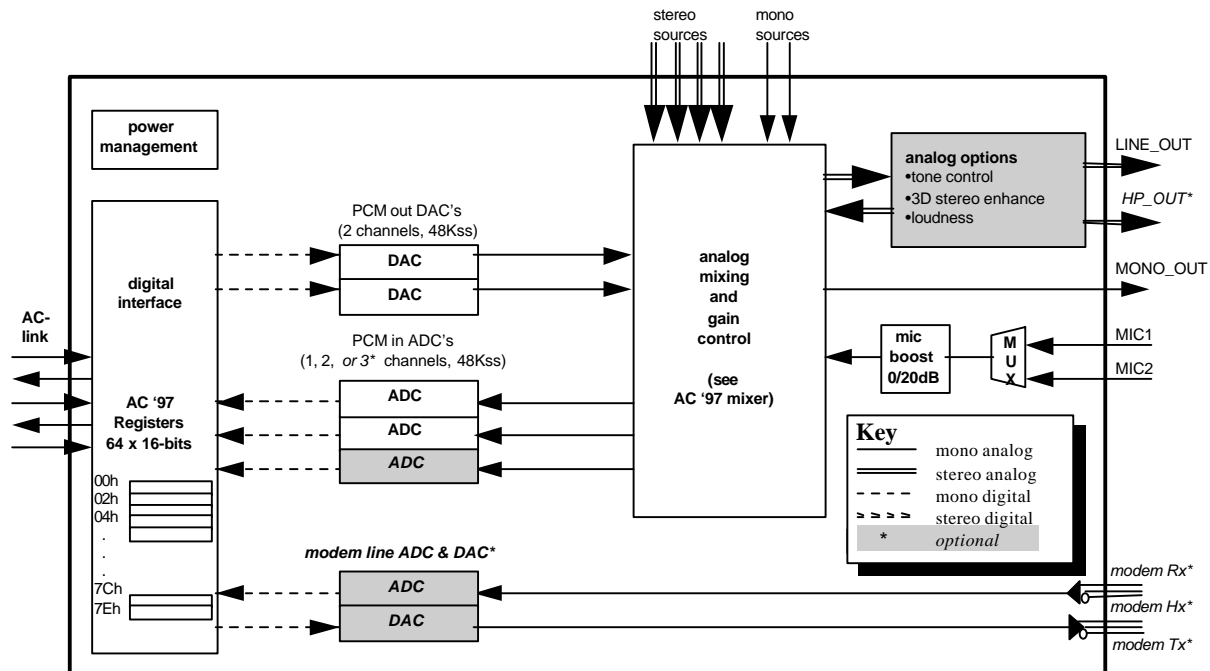 stereo
sources
mono
sources
power
management
analog options
•tone control
•3D stereo enhance
•loudness
LINE_OUT
HP_OUT*
PCM out DAC's
(2 channels, 48Kss)
DAC
DAC
digital
interface
analog
mixing
and
gain
control
(see
AC '97 mixer)
MONO_OUT
AC-
link
PCM in ADC's
(1, 2, or 3* channels, 48Kss)
mic
boost
0/20dB
M
U
X
MIC1
MIC2
AC '97
Registers
64 x 16-bits
ADC
ADC
ADC
Key
mono analog
stereo analog
mono digital
stereo digital
* optional
00h
02h
04h
.
.
.
7Ch
7Eh
modem line ADC & DAC*
ADC
DAC
modem Rx*
modem Hx*
modem Tx*